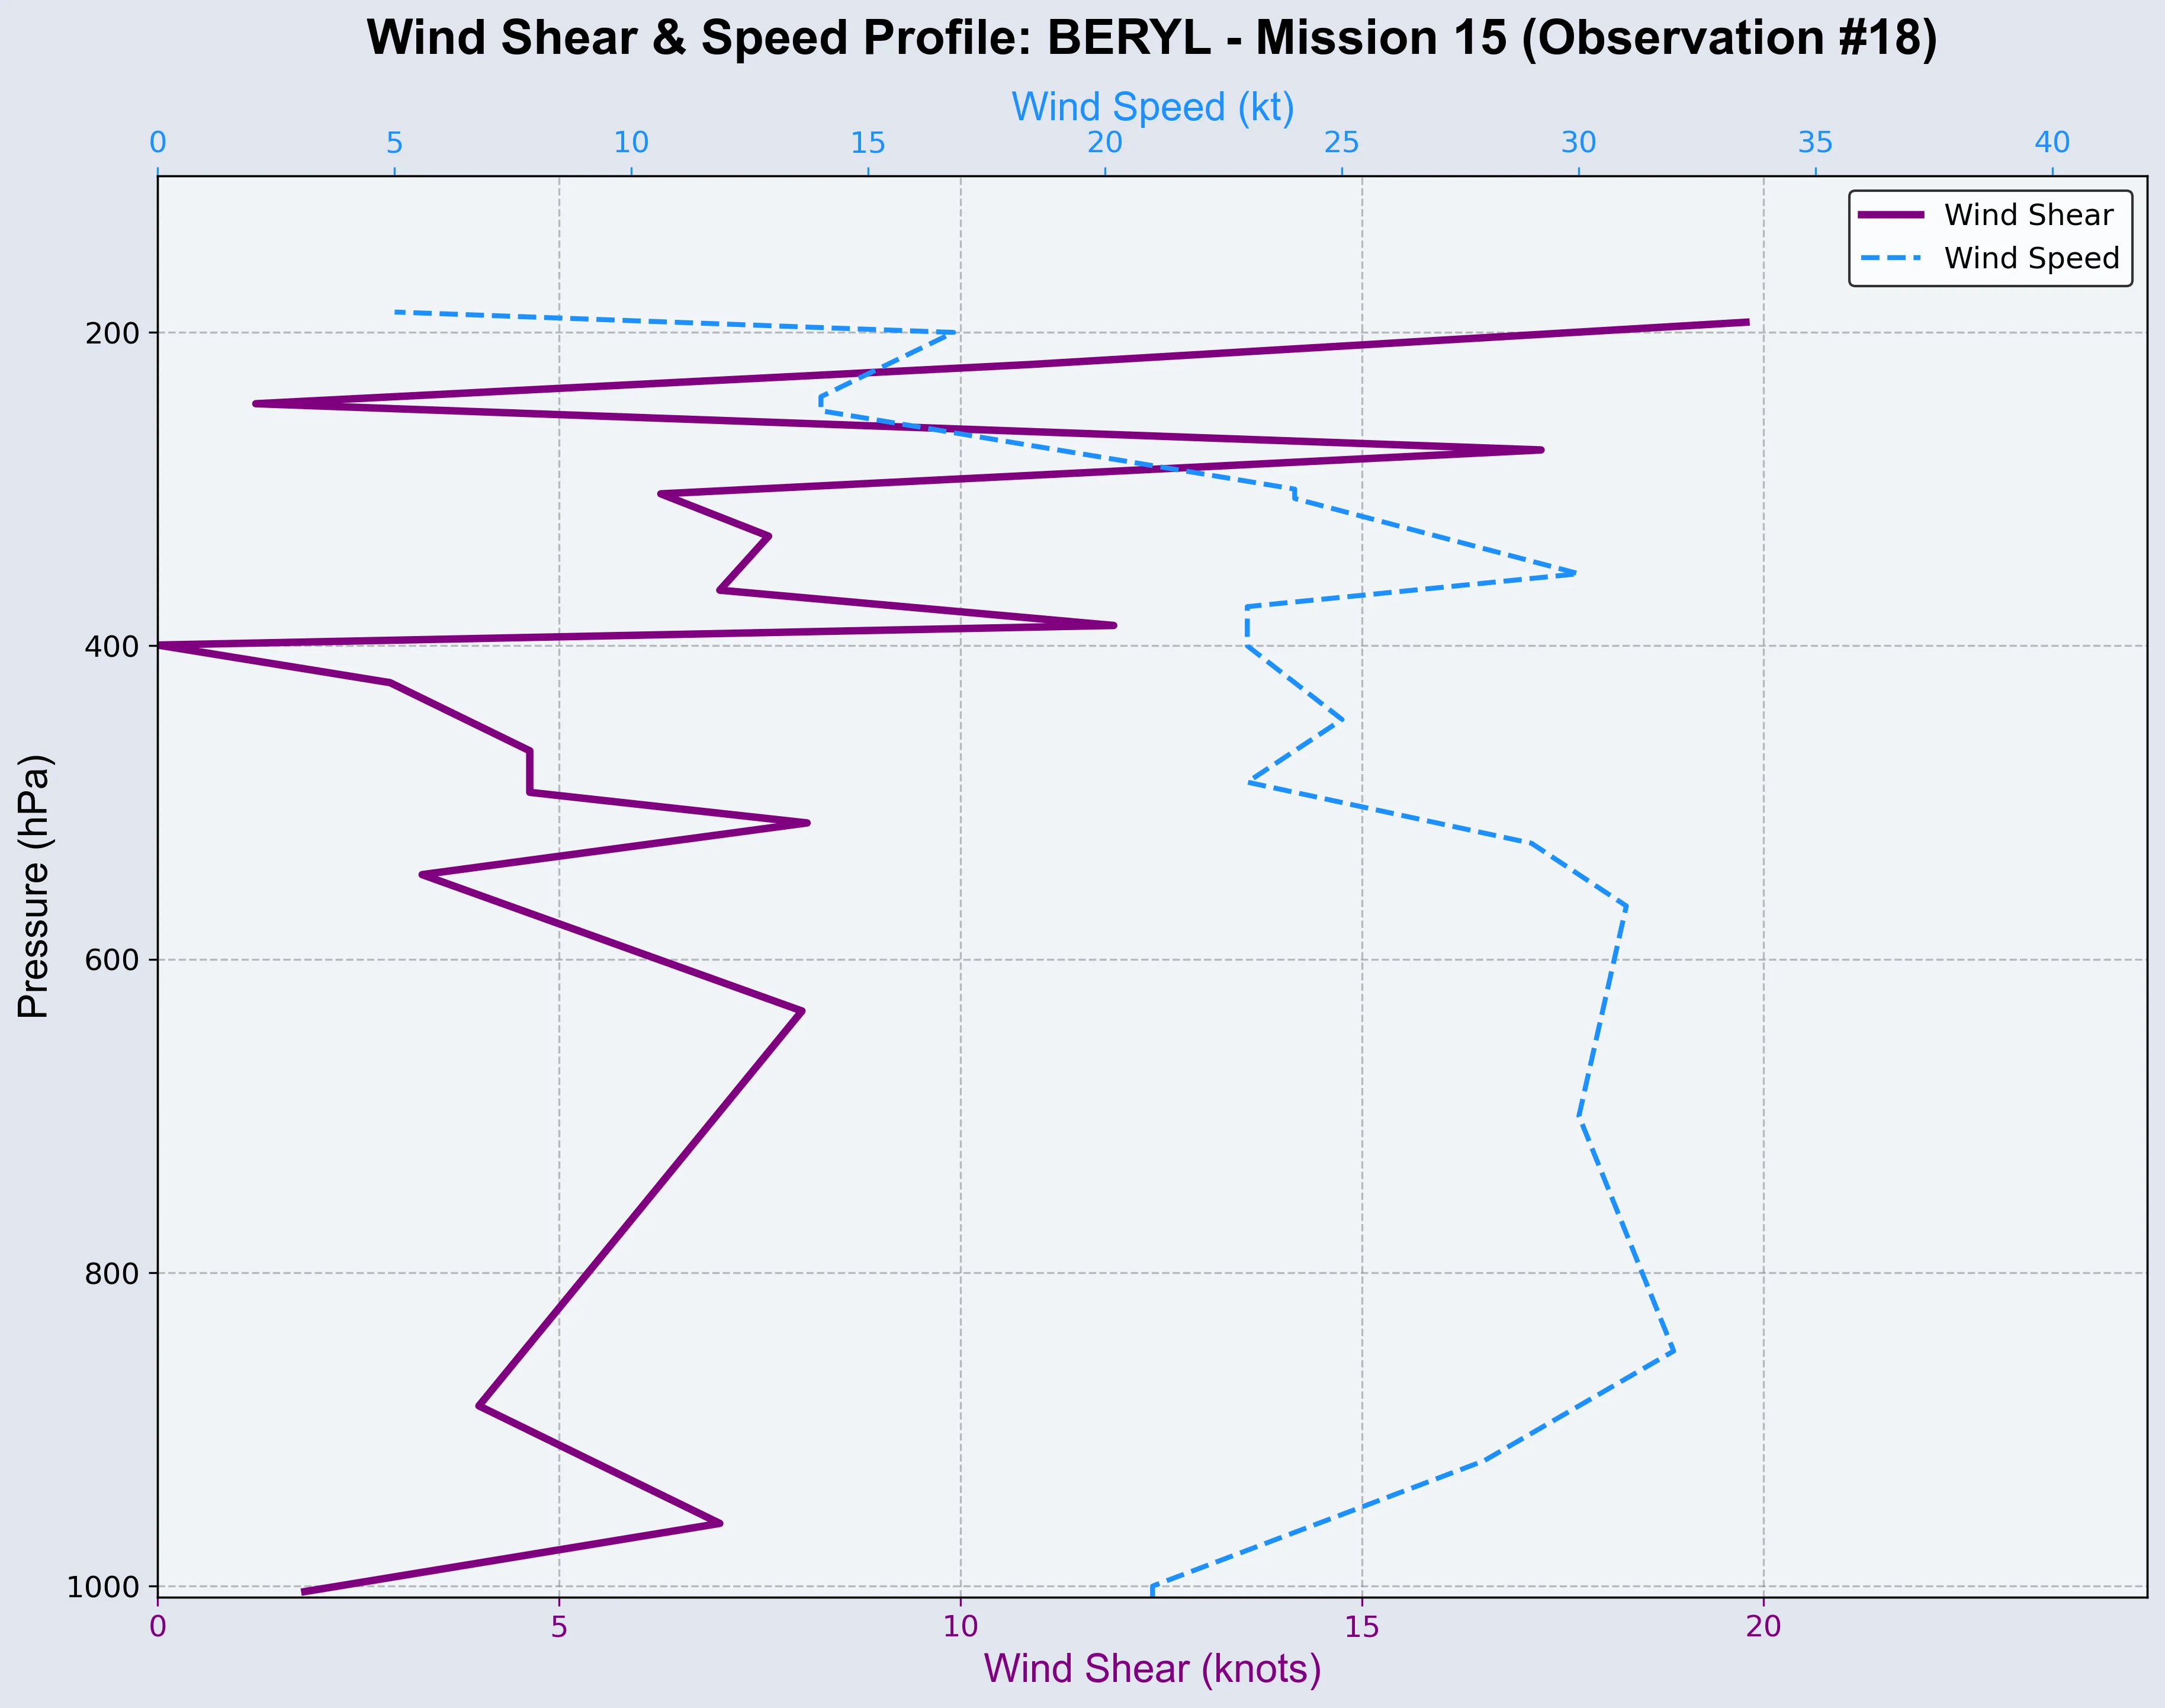 Wind Shear & Speed Profile: BERYL - Mission 15 (Observation #18)
Wind Speed (kt)
0 5 10 15 20 25 30 35 40
Wind Shear
Wind Speed
200
400
600
800
1000
Pressure (hPa)
0 5 10 15 20
Wind Shear (knots)